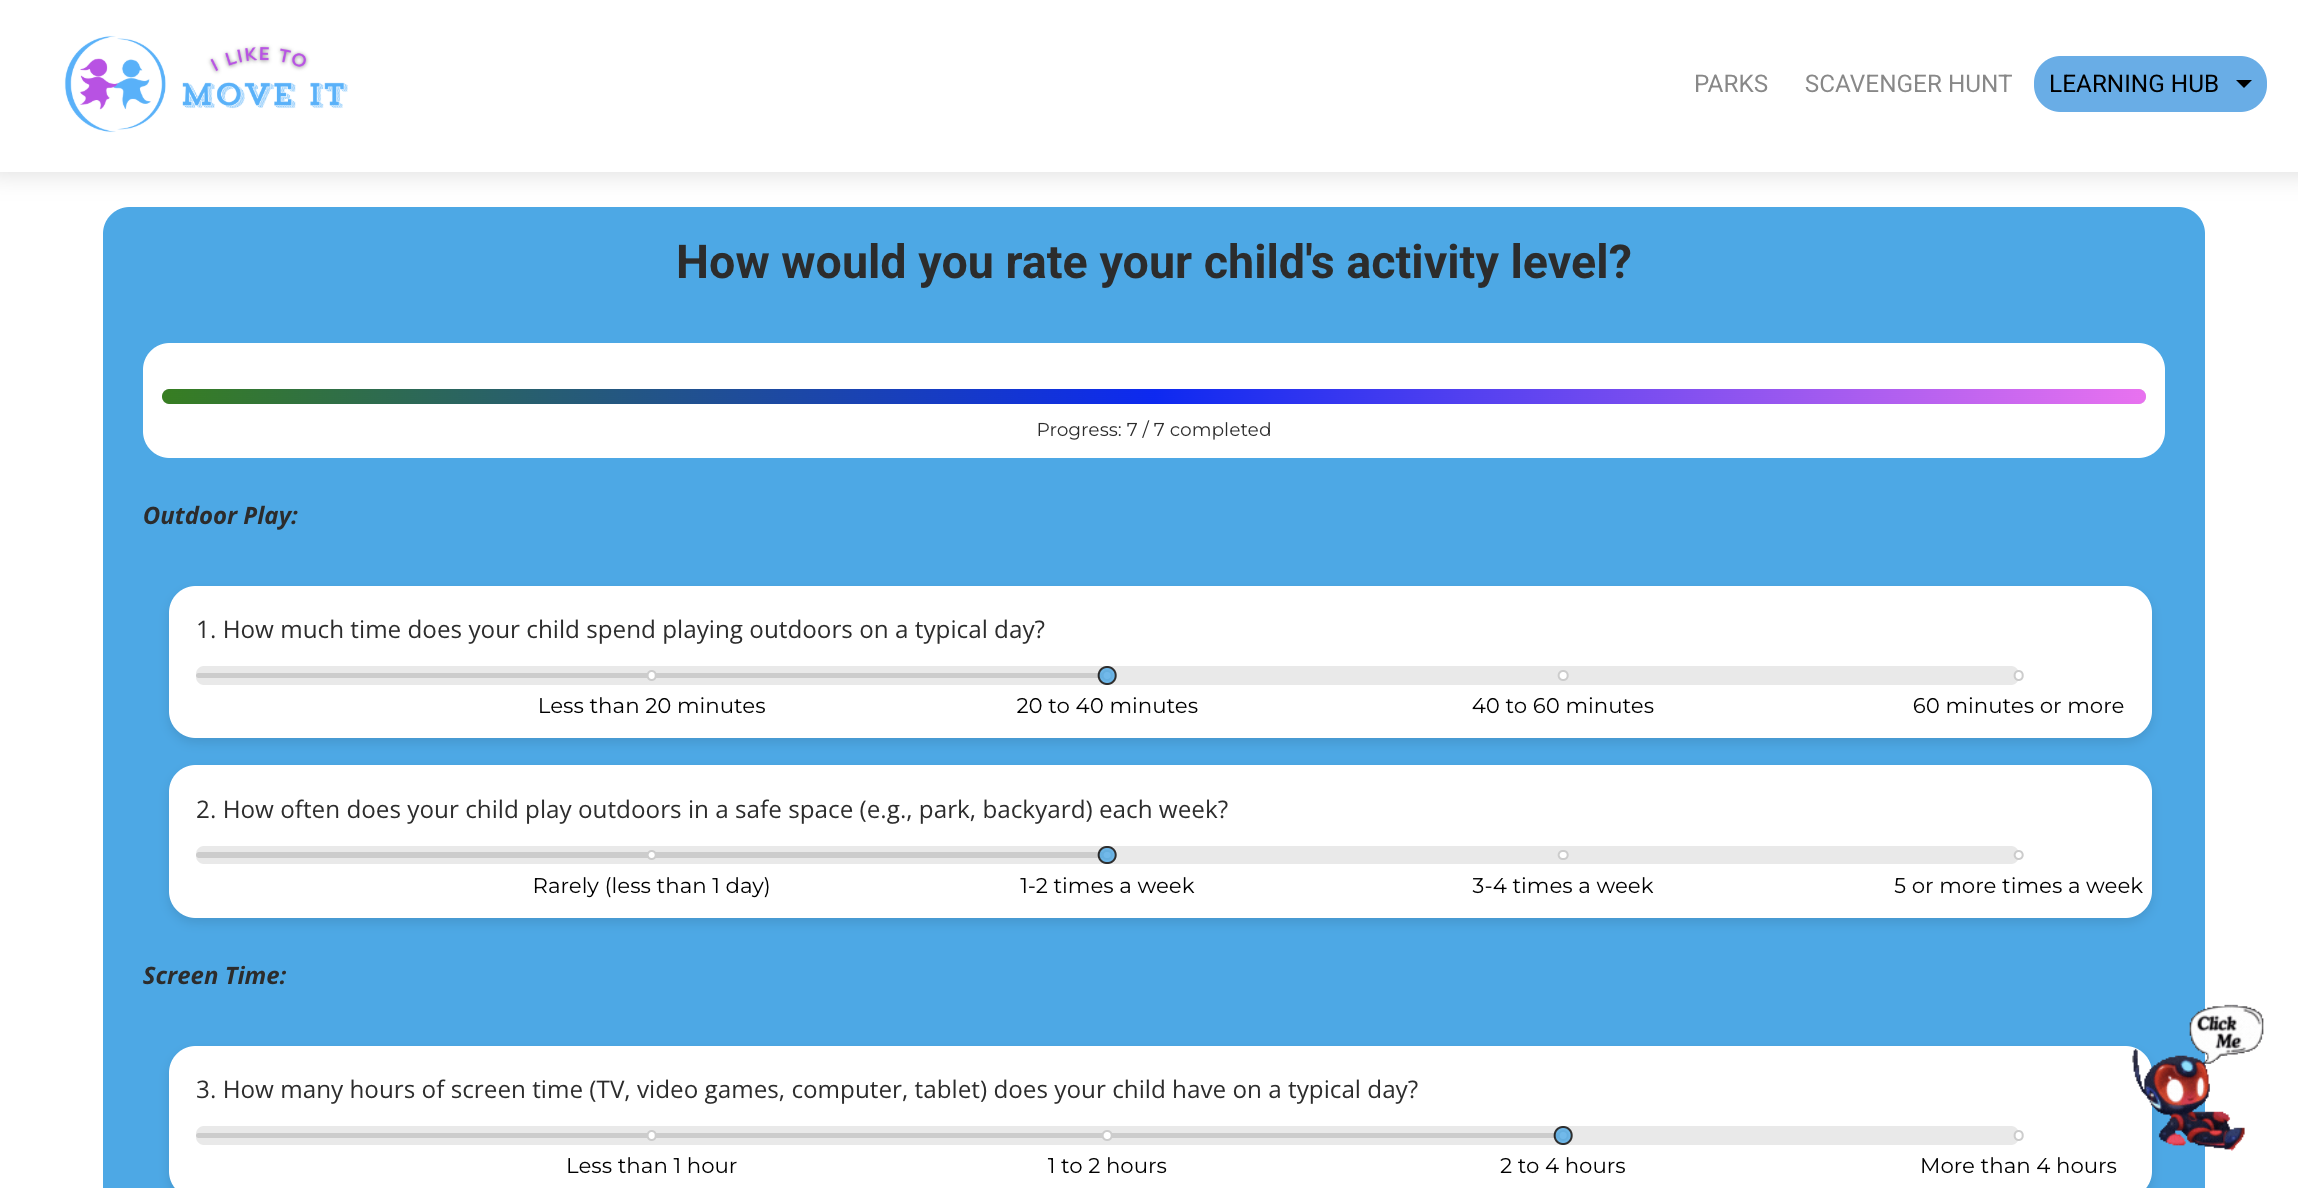 I LIKE TO
MOVE IT
PARKS SCAVENGER HUNT LEARNING HUB
How would you rate your child's activity level?
Progress: 7 / 7 completed
Outdoor Play:
1. How much time does your child spend playing outdoors on a typical day?
Less than 20 minutes 20 to 40 minutes 40 to 60 minutes 60 minutes or more
2. How often does your child play outdoors in a safe space (e.g., park, backyard) each week?
Rarely (less than 1 day) 1-2 times a week 3-4 times a week 5 or more times a week
Screen Time:
Click
Me
3. How many hours of screen time (TV, video games, computer, tablet) does your child have on a typical day?
Less than 1 hour 1 to 2 hours 2 to 4 hours More than 4 hours